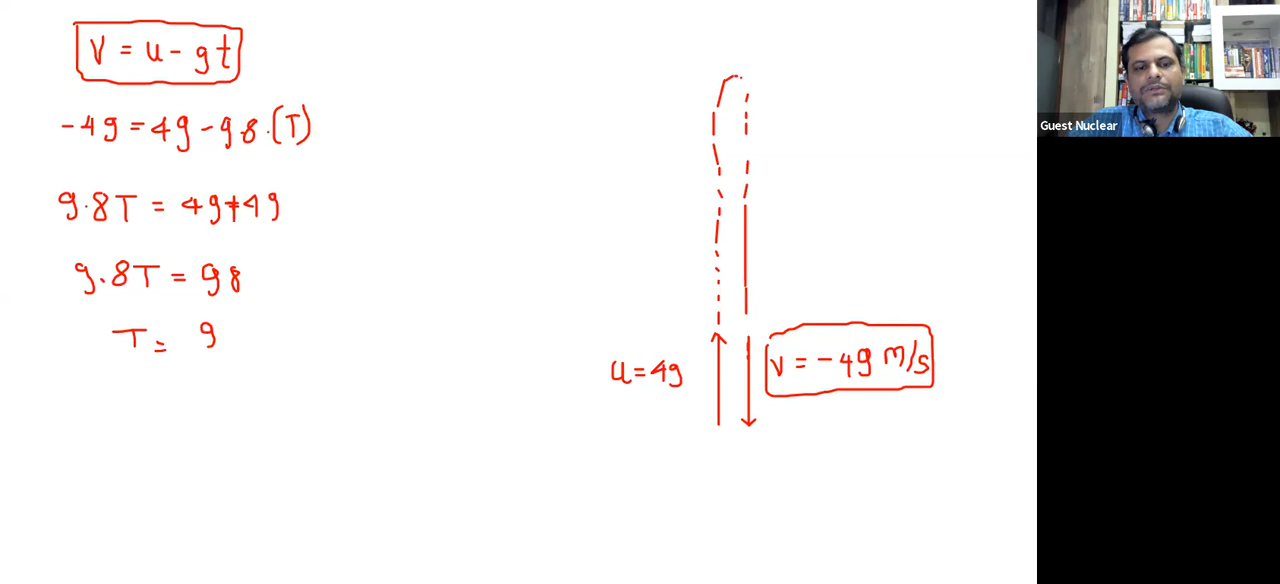 v = u - gt
-49 = 49 - 9.8.(T)
9.8T = 49+49
9.8T = 98
T = 9
u = 49
v = -49 m/s
Guest Nuclear